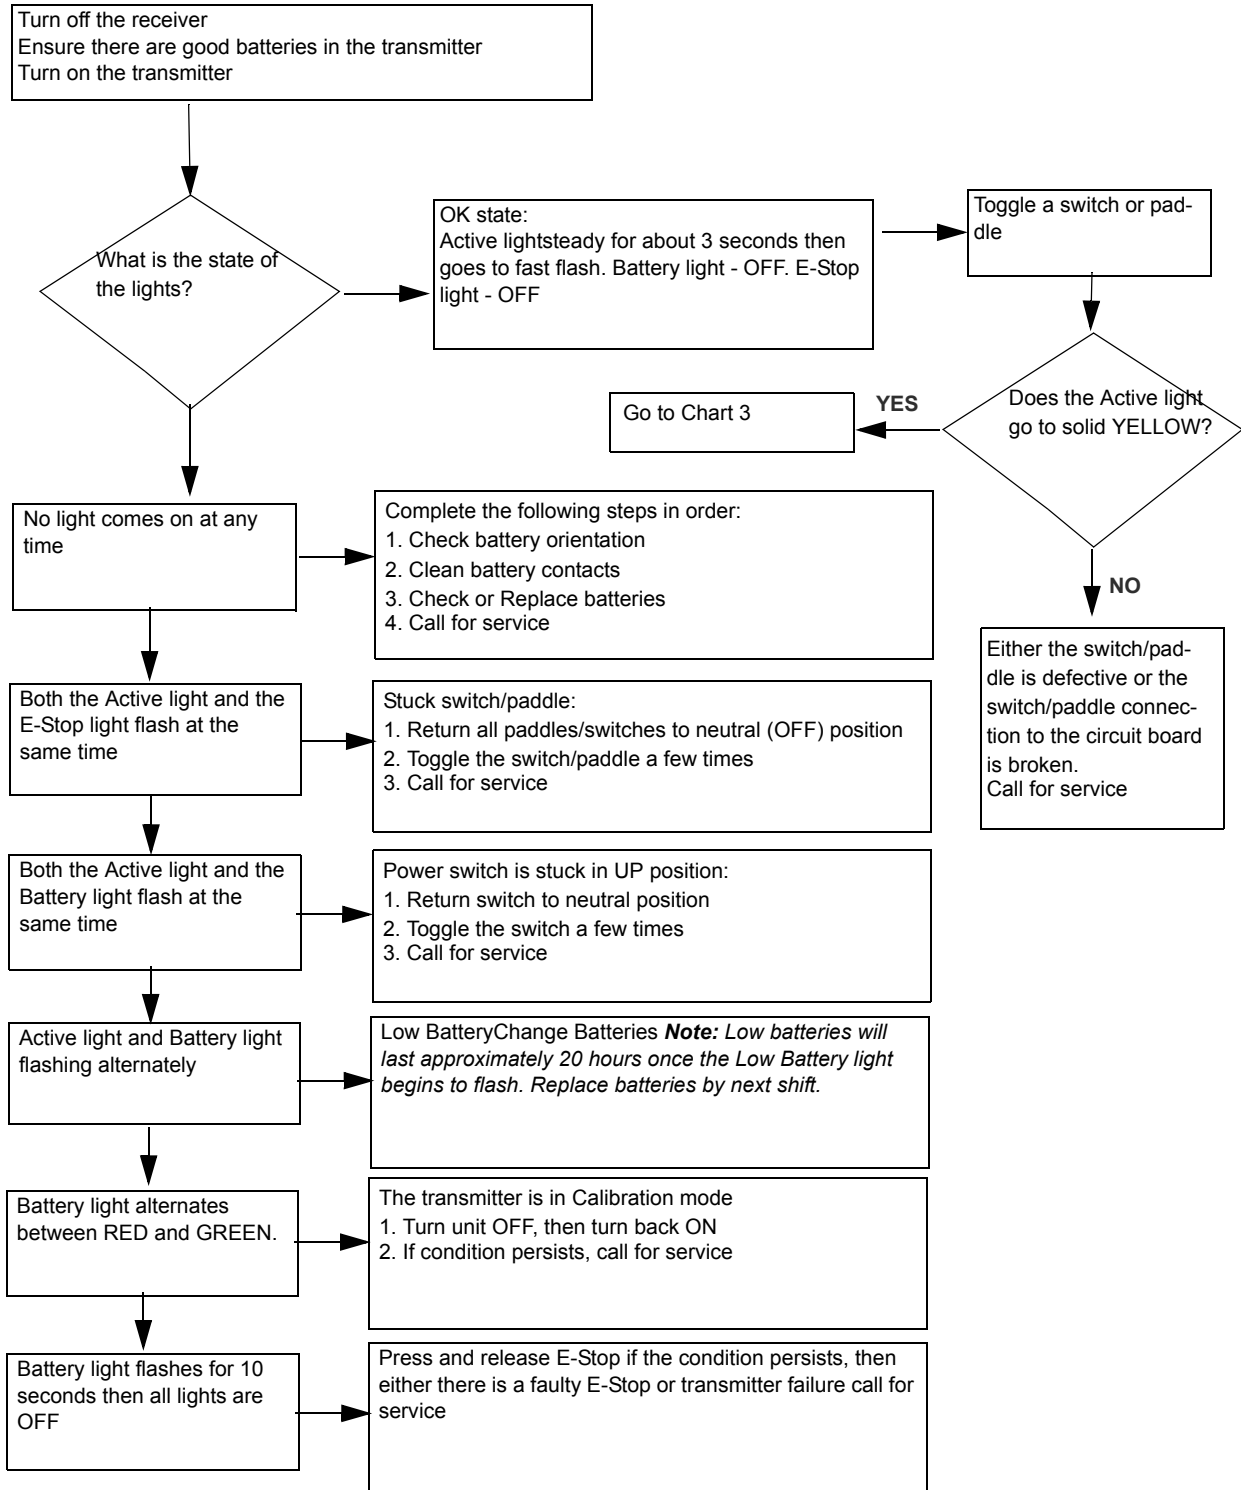 Turn off the receiver
Ensure there are good batteries in the transmitter
Turn on the transmitter
What is the state of
the lights?
OK state:
Active lightsteady for about 3 seconds then
goes to fast flash. Battery light - OFF. E-Stop
light - OFF
Toggle a switch or pad-
dle
Does the Active light
go to solid YELLOW?
YES
Go to Chart 3
NO
Either the switch/pad-
dle is defective or the
switch/paddle connec-
tion to the circuit board
is broken.
Call for service
No light comes on at any
time
Complete the following steps in order:
1. Check battery orientation
2. Clean battery contacts
3. Check or Replace batteries
4. Call for service
Both the Active light and the
E-Stop light flash at the
same time
Stuck switch/paddle:
1. Return all paddles/switches to neutral (OFF) position
2. Toggle the switch/paddle a few times
3. Call for service
Both the Active light and the
Battery light flash at the
same time
Power switch is stuck in UP position:
1. Return switch to neutral position
2. Toggle the switch a few times
3. Call for service
Active light and Battery light
flashing alternately
Low BatteryChange Batteries Note: Low batteries will
last approximately 20 hours once the Low Battery light
begins to flash. Replace batteries by next shift.
Battery light alternates
between RED and GREEN.
The transmitter is in Calibration mode
1. Turn unit OFF, then turn back ON
2. If condition persists, call for service
Battery light flashes for 10
seconds then all lights are
OFF
Press and release E-Stop if the condition persists, then
either there is a faulty E-Stop or transmitter failure call for
service